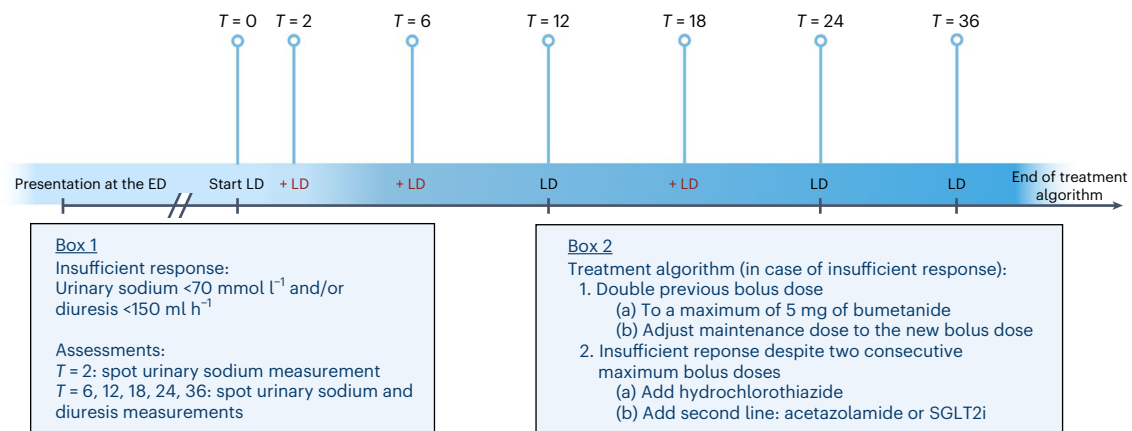 T = 0 T = 2 T = 6 T = 12 T = 18 T = 24 T = 36
Presentation at the ED Start LD + LD + LD LD + LD LD LD End of treatment
algorithm
Box 1
Insufficient response:
Urinary sodium <70 mmol l⁻¹ and/or
diuresis <150 ml h⁻¹
Assessments:
T = 2: spot urinary sodium measurement
T = 6, 12, 18, 24, 36: spot urinary sodium and
diuresis measurements
Box 2
Treatment algorithm (in case of insufficient response):
1. Double previous bolus dose
(a) To a maximum of 5 mg of bumetanide
(b) Adjust maintenance dose to the new bolus dose
2. Insufficient reponse despite two consecutive
maximum bolus doses
(a) Add hydrochlorothiazide
(b) Add second line: acetazolamide or SGLT2i